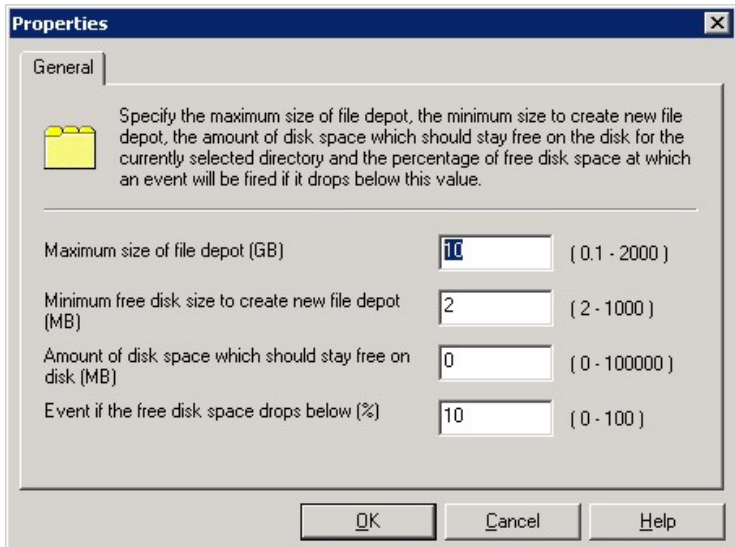 Properties
General
Specify the maximum size of file depot, the minimum size to create new file
depot, the amount of disk space which should stay free on the disk for the
currently selected directory and the percentage of free disk space at which
an event will be fired if it drops below this value.
Maximum size of file depot (GB) 10 ( 0.1 - 2000 )
Minimum free disk size to create new file depot
(MB) 2 ( 2 - 1000 )
Amount of disk space which should stay free on
disk (MB) 0 ( 0 - 100000 )
Event if the free disk space drops below (%) 10 ( 0 - 100 )
OK Cancel Help